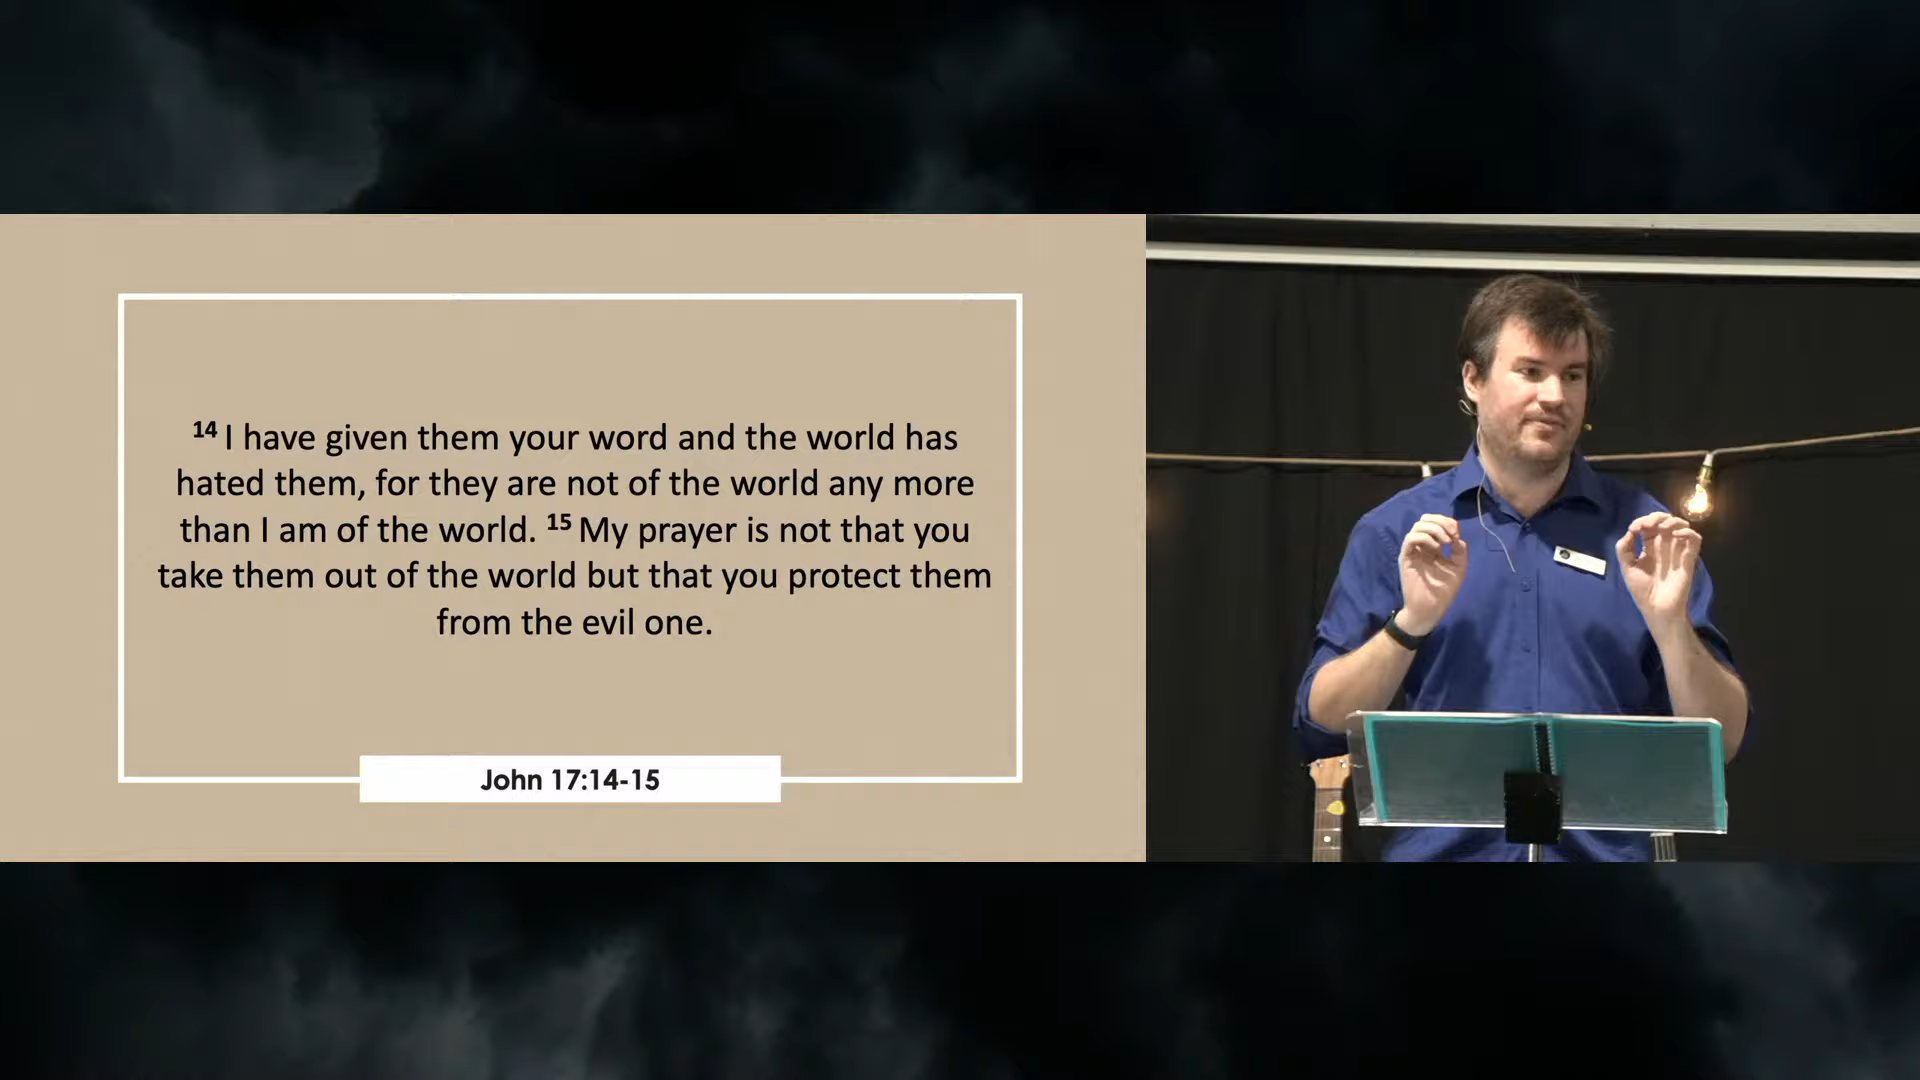 14 I have given them your word and the world has
hated them, for they are not of the world any more
than I am of the world. 15 My prayer is not that you
take them out of the world but that you protect them
from the evil one.
John 17:14-15